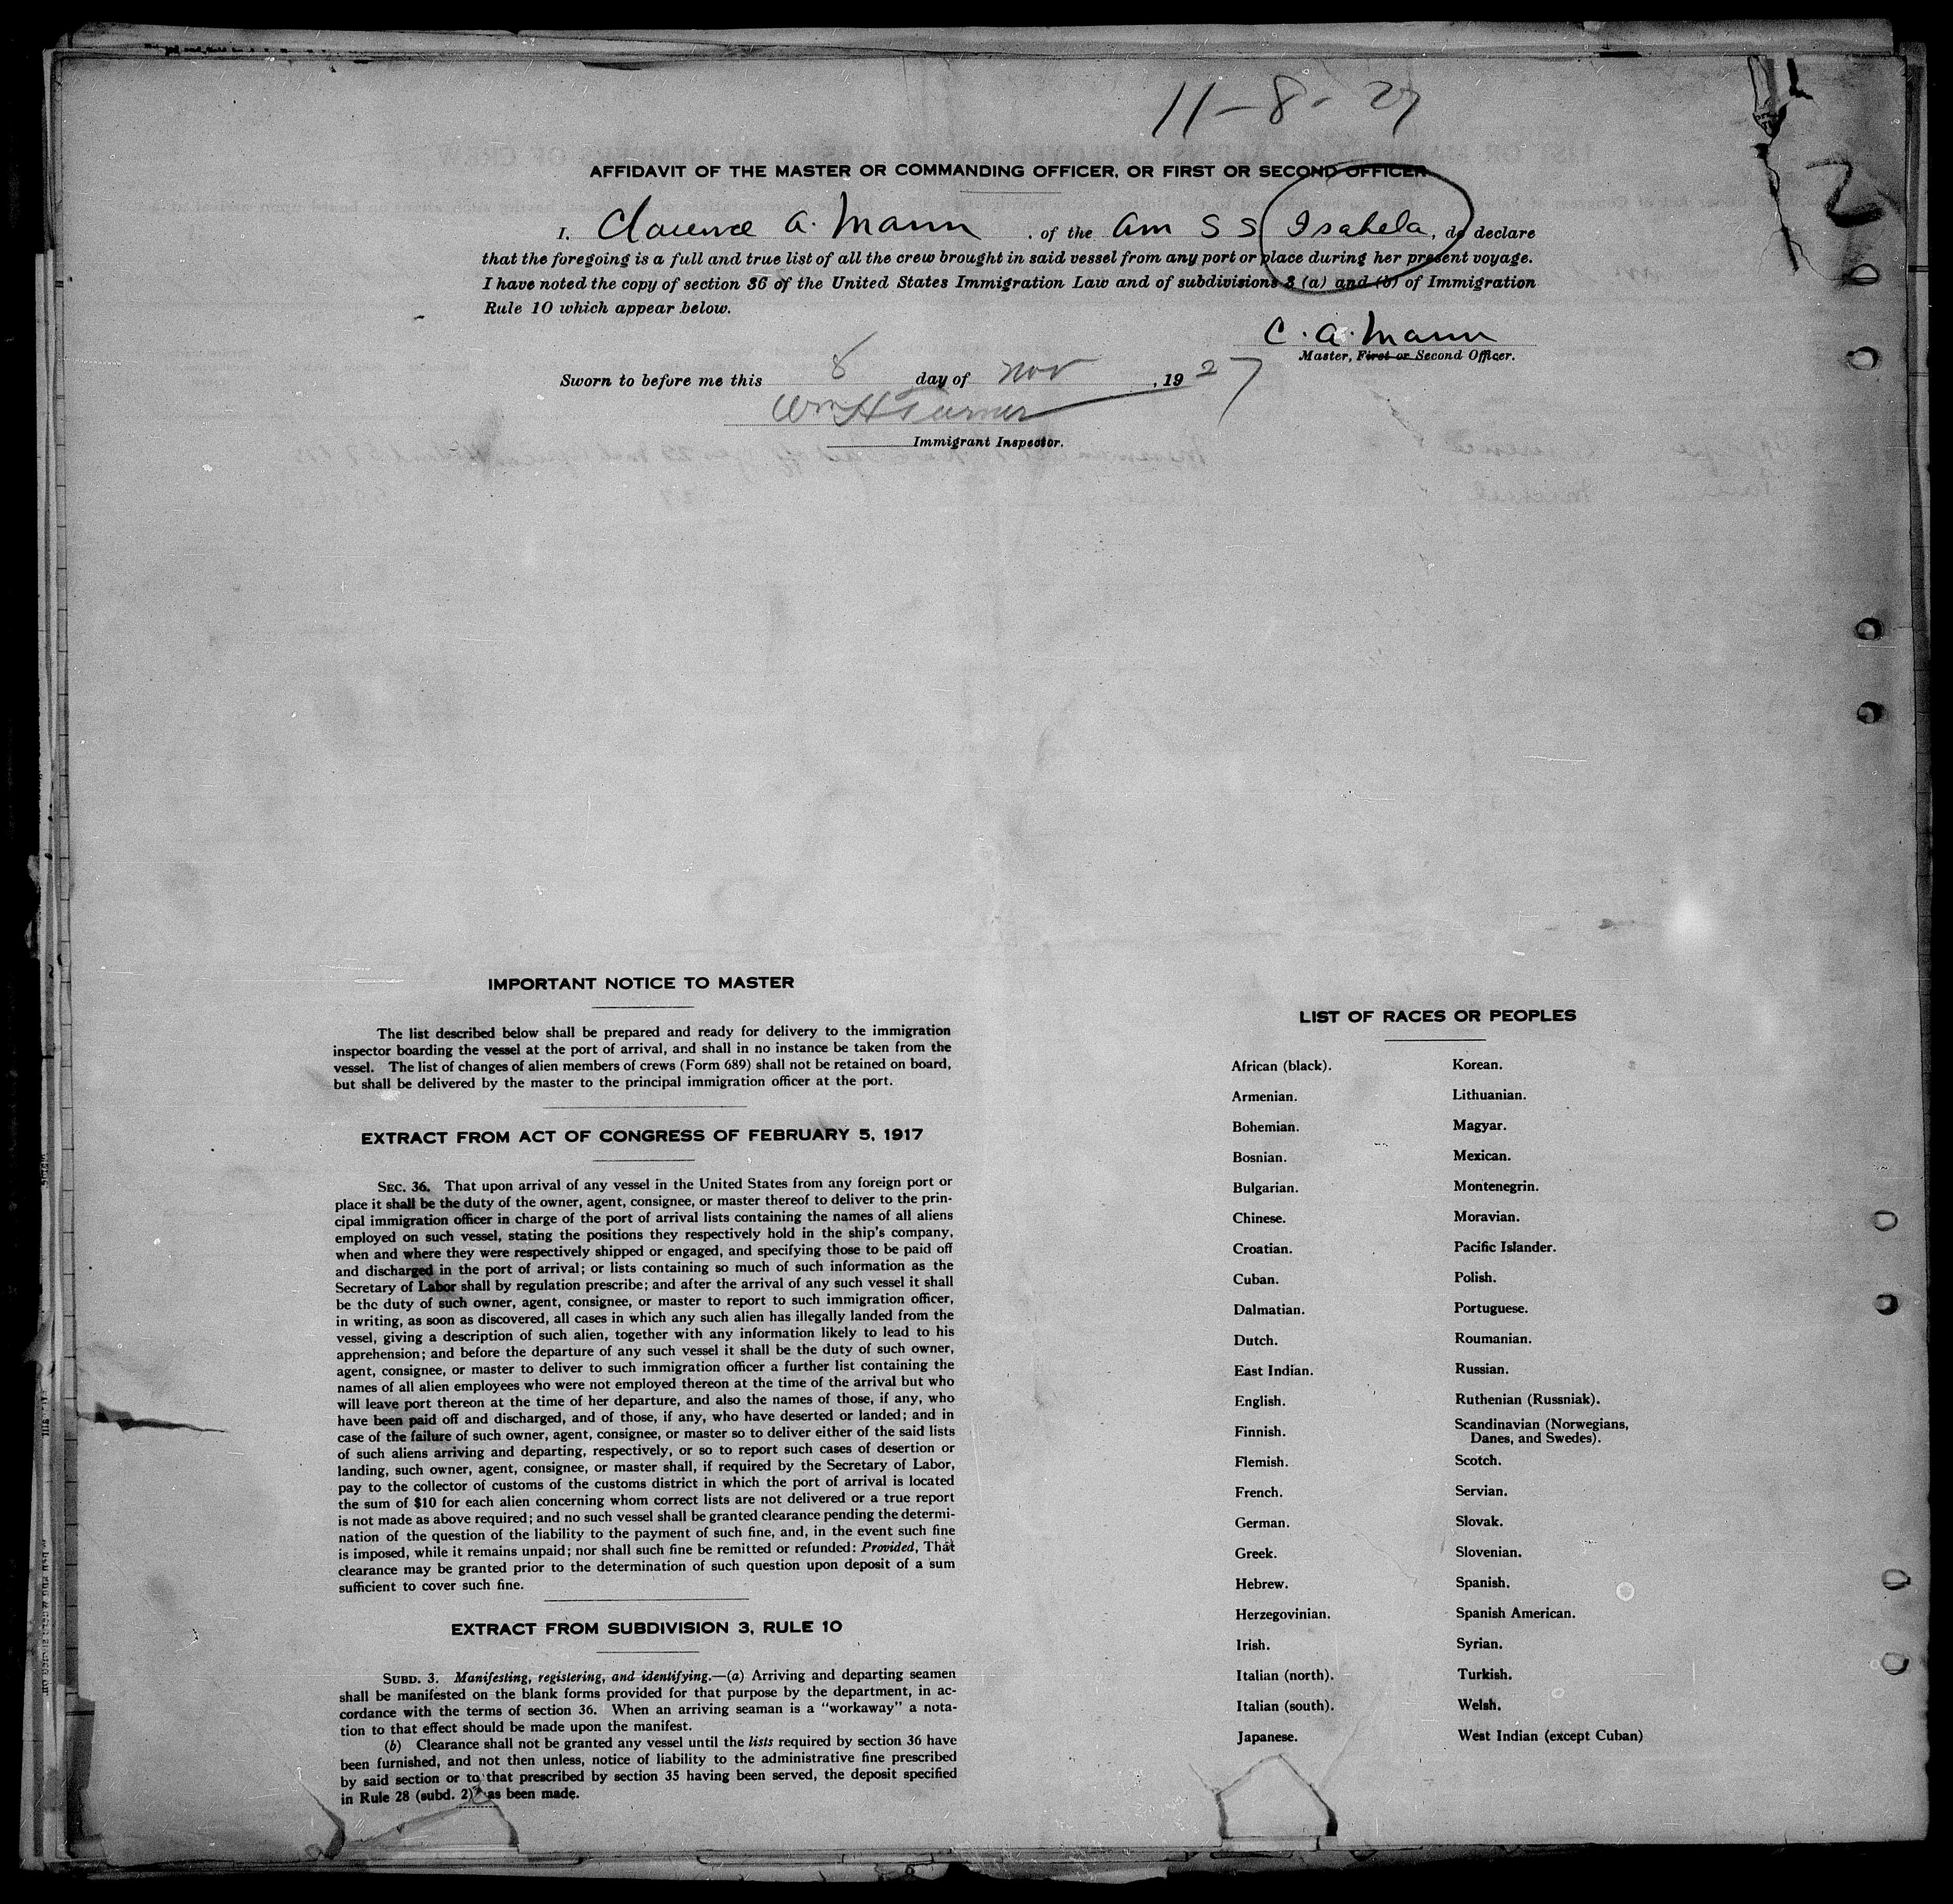 11-8-27
2
AFFIDAVIT OF THE MASTER OR COMMANDING OFFICER, OR FIRST OR SECOND OFFICER
I, Clarence A. Mann, of the Am S S Isabela, do declare
that the foregoing is a full and true list of all the crew brought in said vessel from any port or place during her present voyage.
I have noted the copy of section 36 of the United States Immigration Law and of subdivisions 3 (a) and (b) of Immigration
Rule 10 which appear below.
C. A. Mann
Master, First or Second Officer.
Sworn to before me this 8 day of Nov, 1927
Wm H Turner
Immigrant Inspector.
IMPORTANT NOTICE TO MASTER
The list described below shall be prepared and ready for delivery to the immigration
inspector boarding the vessel at the port of arrival, and shall in no instance be taken from the
vessel. The list of changes of alien members of crews (Form 689) shall not be retained on board,
but shall be delivered by the master to the principal immigration officer at the port.
EXTRACT FROM ACT OF CONGRESS OF FEBRUARY 5, 1917
SEC. 36. That upon arrival of any vessel in the United States from any foreign port or
place it shall be the duty of the owner, agent, consignee, or master thereof to deliver to the prin-
cipal immigration officer in charge of the port of arrival lists containing the names of all aliens
employed on such vessel, stating the positions they respectively hold in the ship's company,
when and where they were respectively shipped or engaged, and specifying those to be paid off
and discharged in the port of arrival; or lists containing so much of such information as the
Secretary of Labor shall by regulation prescribe; and after the arrival of any such vessel it shall
be the duty of such owner, agent, consignee, or master to report to such immigration officer,
in writing, as soon as discovered, all cases in which any such alien has illegally landed from the
vessel, giving a description of such alien, together with any information likely to lead to his
apprehension; and before the departure of any such vessel it shall be the duty of such owner,
agent, consignee, or master to deliver to such immigration officer a further list containing the
names of all alien employees who were not employed thereon at the time of the arrival but who
will leave port thereon at the time of her departure, and also the names of those, if any, who
have been paid off and discharged, and of those, if any, who have deserted or landed; and in
case of the failure of such owner, agent, consignee, or master so to deliver either of the said lists
of such aliens arriving and departing, respectively, or so to report such cases of desertion or
landing, such owner, agent, consignee, or master shall, if required by the Secretary of Labor,
pay to the collector of customs of the customs district in which the port of arrival is located
the sum of $10 for each alien concerning whom correct lists are not delivered or a true report
is not made as above required; and no such vessel shall be granted clearance pending the determi-
nation of the question of the liability to the payment of such fine, and, in the event such fine
is imposed, while it remains unpaid; nor shall such fine be remitted or refunded: Provided, That
clearance may be granted prior to the determination of such question upon deposit of a sum
sufficient to cover such fine.
EXTRACT FROM SUBDIVISION 3, RULE 10
SUBD. 3. Manifesting, registering, and identifying.—(a) Arriving and departing seamen
shall be manifested on the blank forms provided for that purpose by the department, in ac-
cordance with the terms of section 36. When an arriving seaman is a "workaway" a nota-
tion to that effect should be made upon the manifest.
(b) Clearance shall not be granted any vessel until the lists required by section 36 have
been furnished, and not then unless, notice of liability to the administrative fine prescribed
by said section or to that prescribed by section 35 having been served, the deposit specified
in Rule 28 (subd. 2) as been made.
LIST OF RACES OR PEOPLES
African (black).
Armenian.
Bohemian.
Bosnian.
Bulgarian.
Chinese.
Croatian.
Cuban.
Dalmatian.
Dutch.
East Indian.
English.
Finnish.
Flemish.
French.
German.
Greek.
Hebrew.
Herzegovinian.
Irish.
Italian (north).
Italian (south).
Japanese.
Korean.
Lithuanian.
Magyar.
Mexican.
Montenegrin.
Moravian.
Pacific Islander.
Polish.
Portuguese.
Roumanian.
Russian.
Ruthenian (Russniak).
Scandinavian (Norwegians,
Danes, and Swedes).
Scotch.
Servian.
Slovak.
Slovenian.
Spanish.
Spanish American.
Syrian.
Turkish.
Welsh.
West Indian (except Cuban)